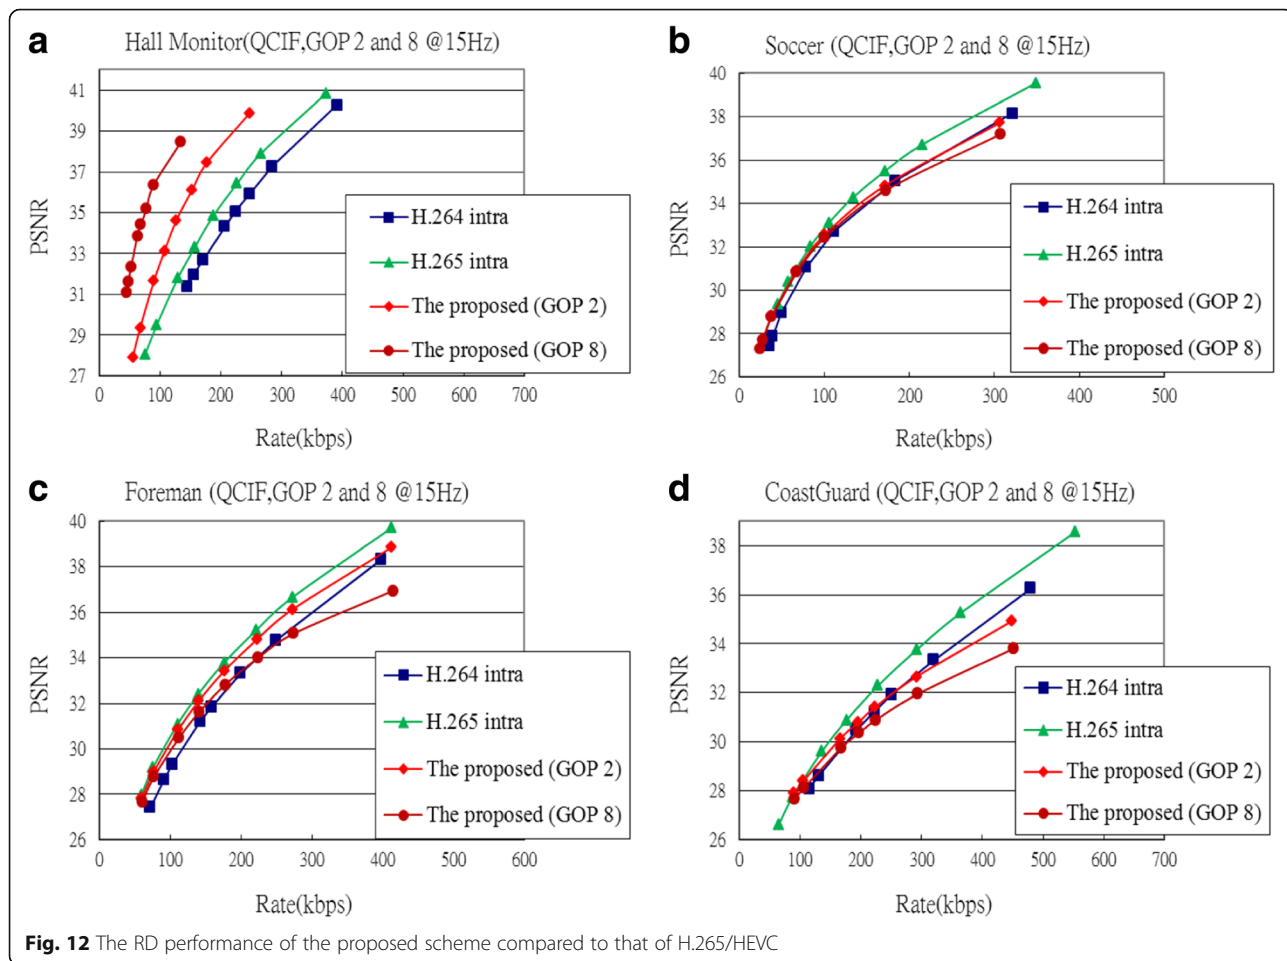 a
Hall Monitor(QCIF,GOP 2 and 8 @15Hz)
PSNR
41
39
37
35
33
31
29
27
0 100 200 300 400 500 600 700
Rate(kbps)
H.264 intra
H.265 intra
The proposed (GOP 2)
The proposed (GOP 8)
b
Soccer (QCIF,GOP 2 and 8 @15Hz)
PSNR
40
38
36
34
32
30
28
26
0 100 200 300 400 500
Rate(kbps)
H.264 intra
H.265 intra
The proposed (GOP 2)
The proposed (GOP 8)
c
Foreman (QCIF,GOP 2 and 8 @15Hz)
PSNR
40
38
36
34
32
30
28
26
0 100 200 300 400 500 600
Rate(kbps)
H.264 intra
H.265 intra
The proposed (GOP 2)
The proposed (GOP 8)
d
CoastGuard (QCIF,GOP 2 and 8 @15Hz)
PSNR
38
36
34
32
30
28
26
0 100 200 300 400 500 600 700
Rate(kbps)
H.264 intra
H.265 intra
The proposed (GOP 2)
The proposed (GOP 8)
Fig. 12 The RD performance of the proposed scheme compared to that of H.265/HEVC